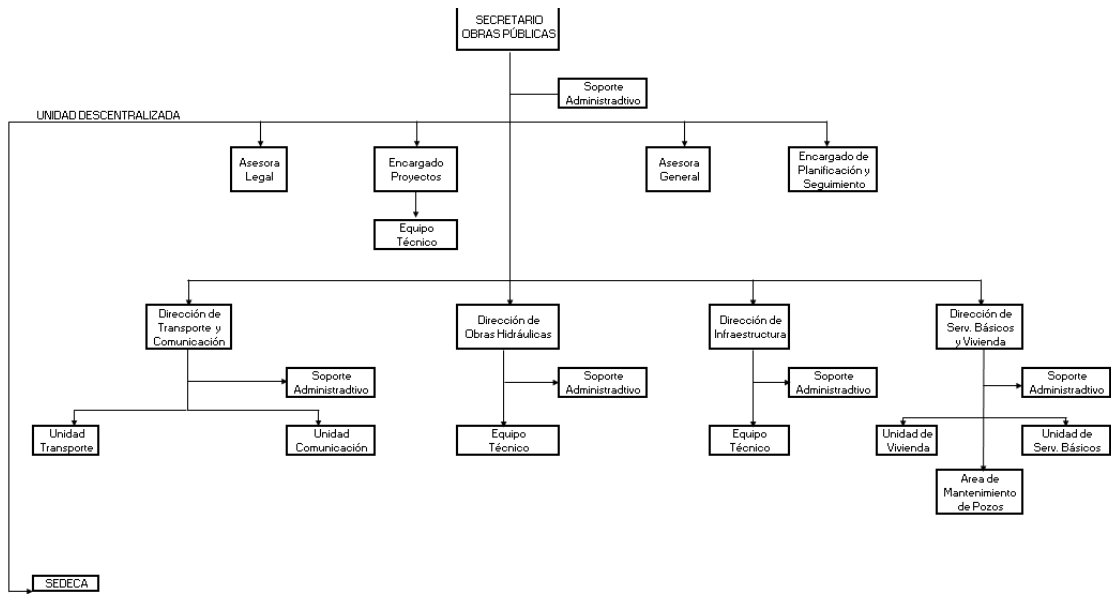 SECRETARIO
OBRAS PÚBLICAS
Soporte
Administradtivo
UNIDAD DESCENTRALIZADA
Asesora
Legal
Encargado
Proyectos
Asesora
General
Encargado de
Planificación y
Seguimiento
Equipo
Técnico
Dirección de
Transporte y
Comunicación
Dirección de
Obras Hidráulicas
Dirección de
Infraestructura
Dirección de
Serv. Básicos
y Vivienda
Soporte
Administradtivo
Soporte
Administradtivo
Soporte
Administradtivo
Soporte
Administradtivo
Unidad
Transporte
Unidad
Comunicación
Equipo
Técnico
Equipo
Técnico
Unidad de
Vivienda
Unidad de
Serv. Básicos
Area de
Mantenimiento
de Pozos
SEDECA